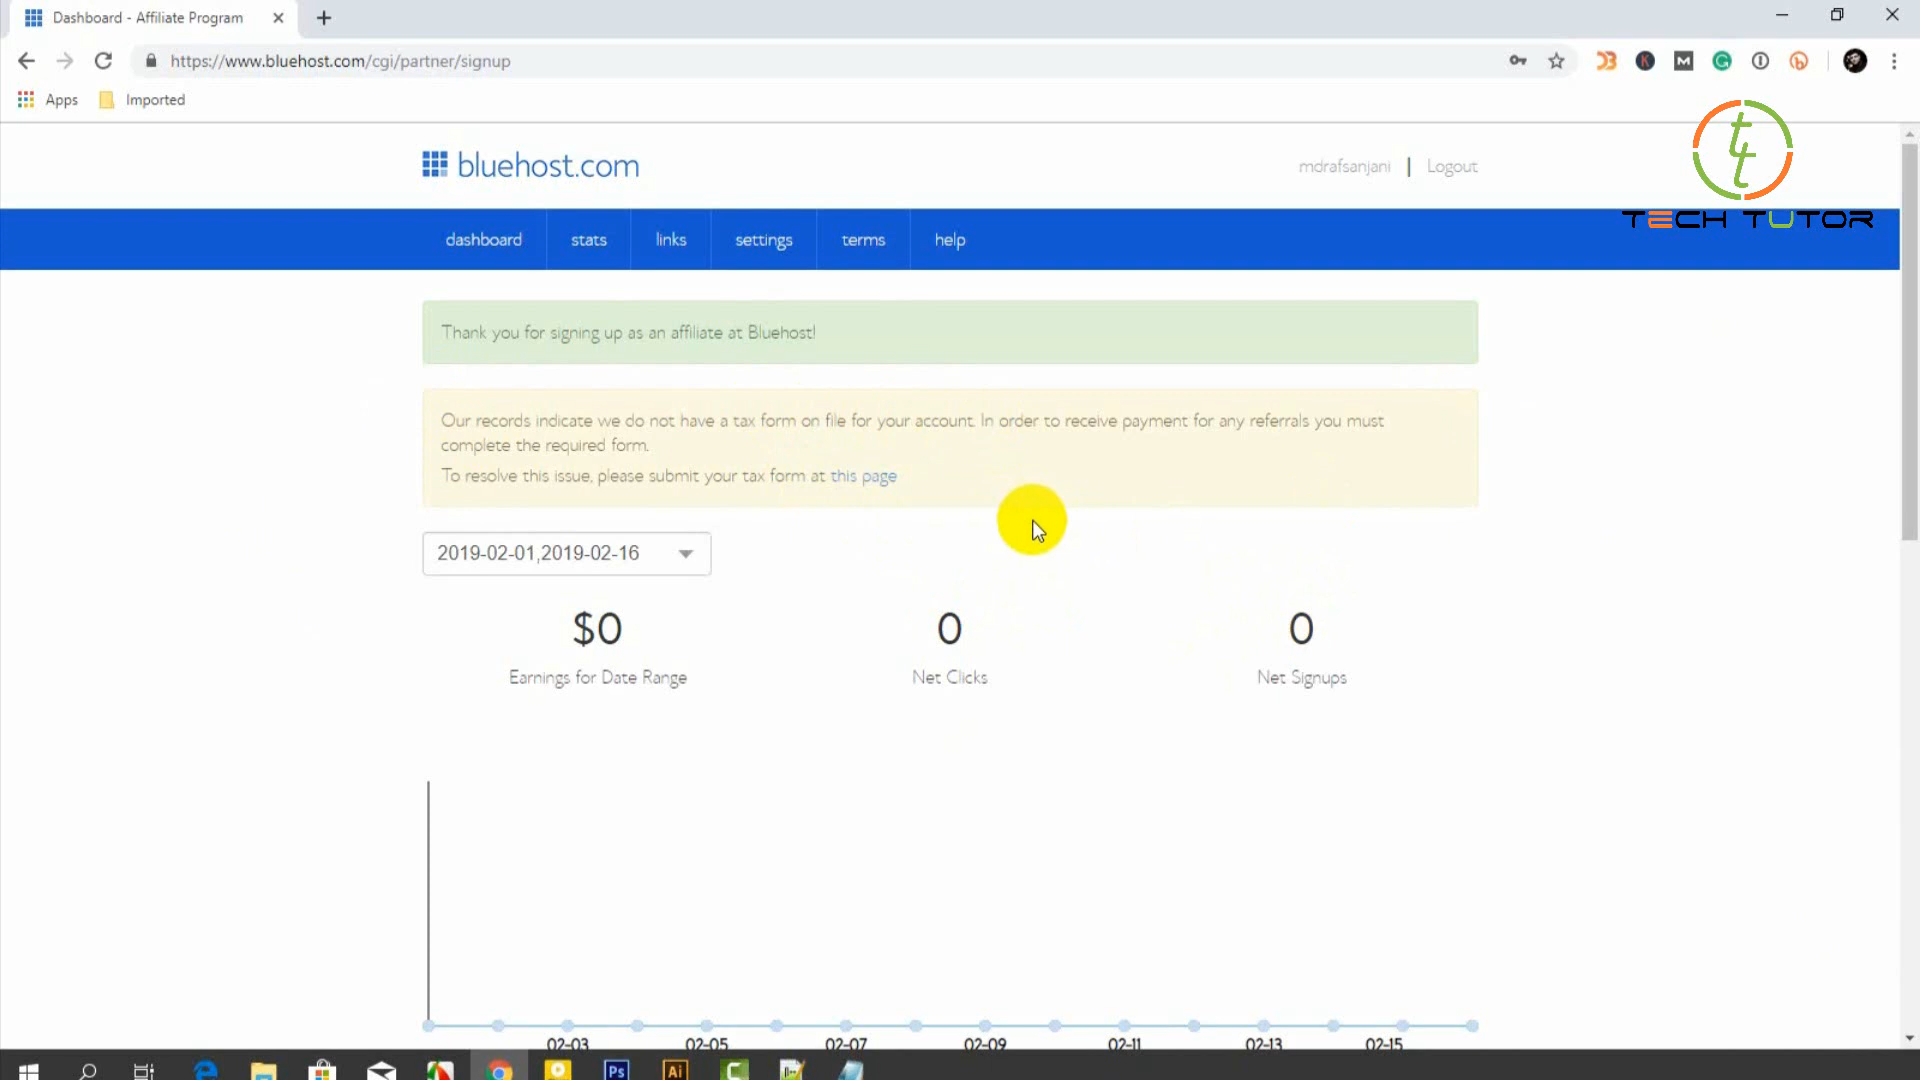 Dashboard - Affiliate Program
https://www.bluehost.com/cgi/partner/signup
Apps Imported
bluehost.com
mdrafsanjani | Logout
TECH TUTOR
dashboard stats links settings terms help
Thank you for signing up as an affiliate at Bluehost!
Our records indicate we do not have a tax form on file for your account. In order to receive payment for any referrals you must
complete the required form.
To resolve this issue, please submit your tax form at this page
2019-02-01,2019-02-16
$0 0 0
Earnings for Date Range Net Clicks Net Signups
02-03 02-05 02-07 02-09 02-11 02-13 02-15
Ps Ai